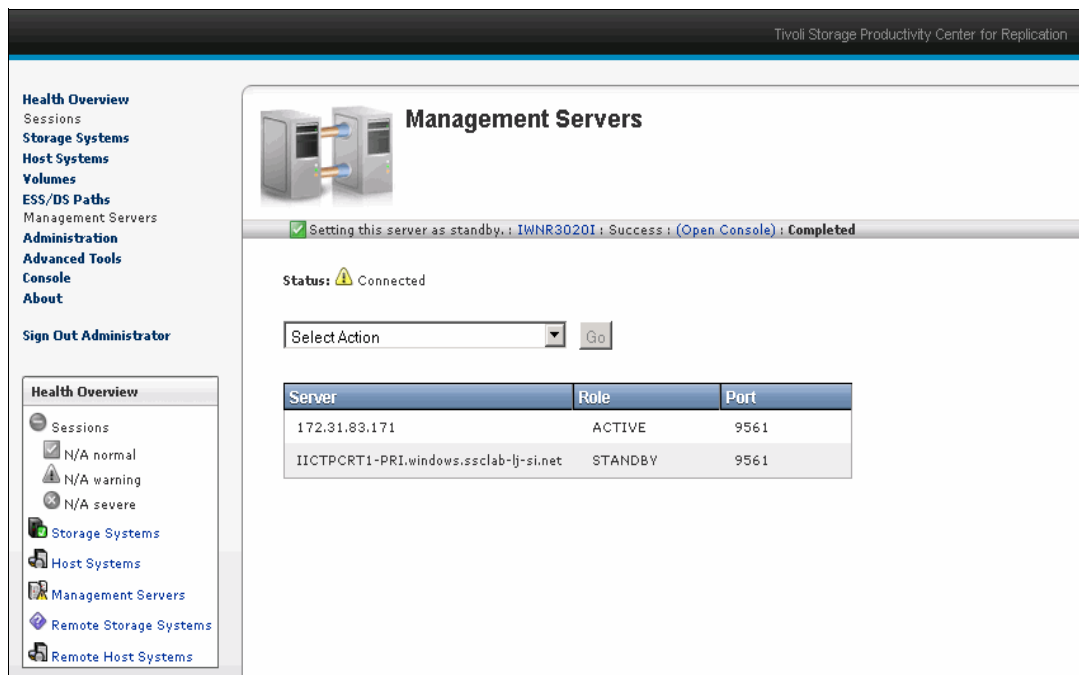 Tivoli Storage Productivity Center for Replication
Health Overview
Sessions
Storage Systems
Host Systems
Volumes
ESS/DS Paths
Management Servers
Administration
Advanced Tools
Console
About
Sign Out Administrator
Health Overview
Sessions
N/A normal
N/A warning
N/A severe
Storage Systems
Host Systems
Management Servers
Remote Storage Systems
Remote Host Systems
Management Servers
Setting this server as standby. : IWNR3020I : Success : (Open Console) : Completed
Status: Connected
Select Action Go
Server Role Port
172.31.83.171 ACTIVE 9561
IICTPCRT1-PRI.windows.ssclab-lj-si.net STANDBY 9561